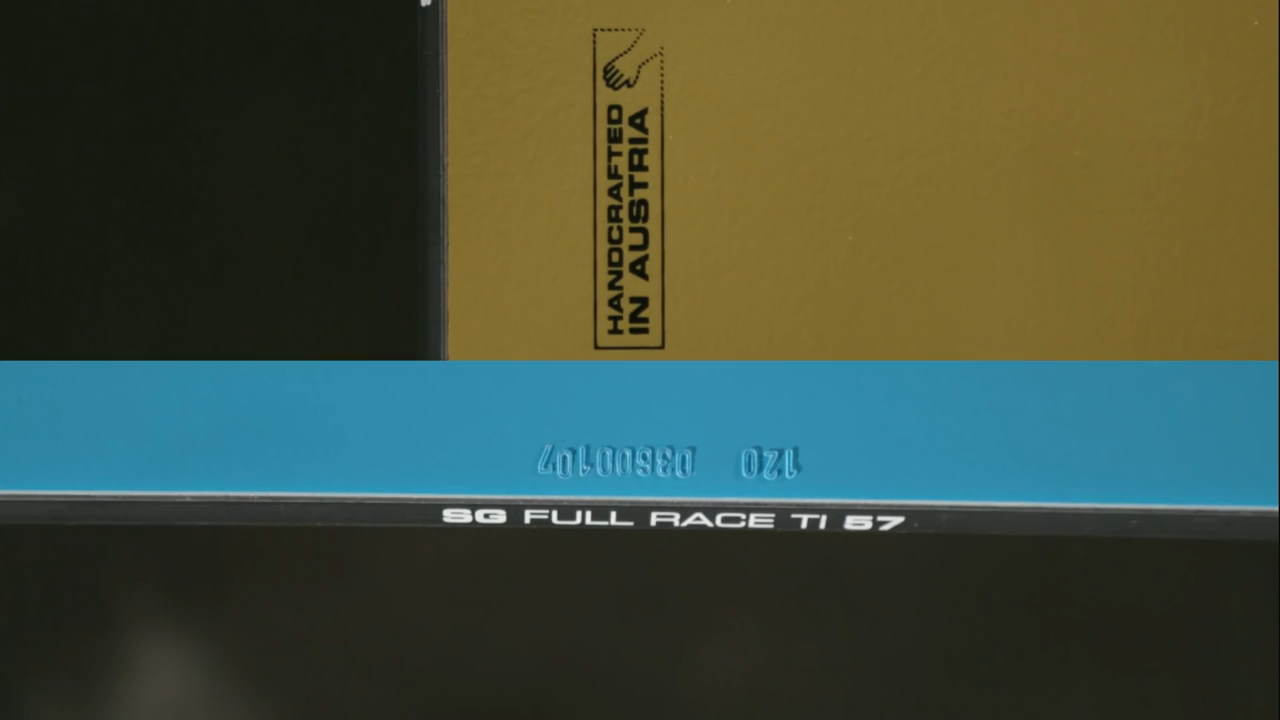 HANDCRAFTED
IN AUSTRIA
120 03600107
SG FULL RACE TI 57